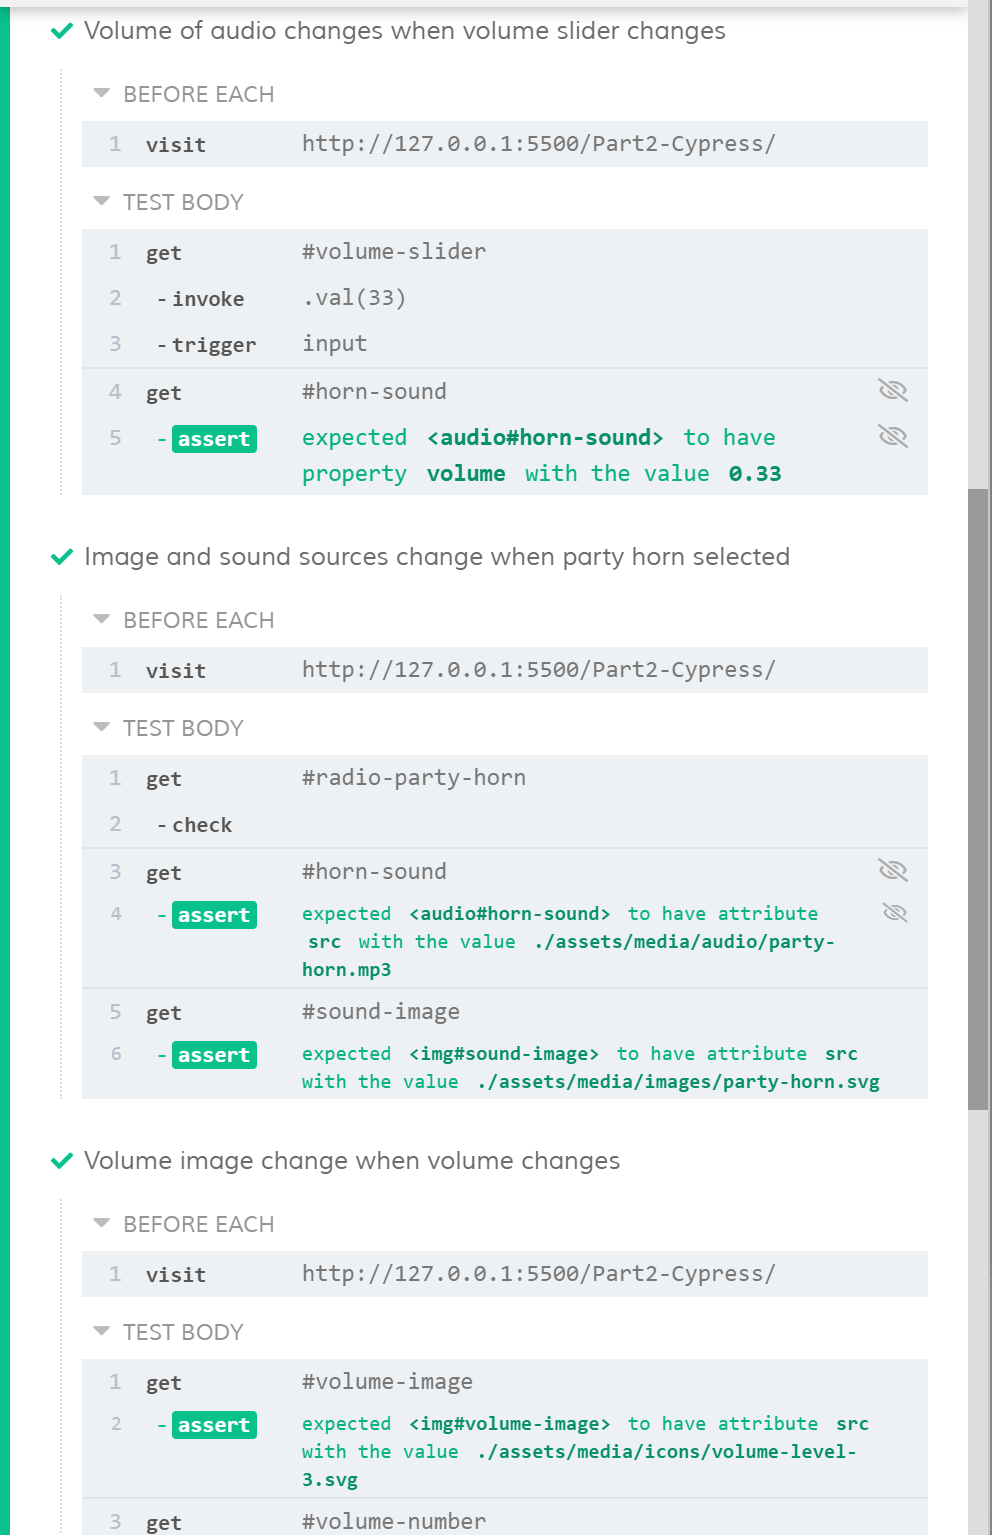 Volume of audio changes when volume slider changes
BEFORE EACH
1 visit http://127.0.0.1:5500/Part2-Cypress/
TEST BODY
1 get #volume-slider
2 -invoke .val(33)
3 -trigger input
4 get #horn-sound
5 -assert expected <audio#horn-sound> to have
property volume with the value 0.33
Image and sound sources change when party horn selected
BEFORE EACH
1 visit http://127.0.0.1:5500/Part2-Cypress/
TEST BODY
1 get #radio-party-horn
2 -check
3 get #horn-sound
4 -assert expected <audio#horn-sound> to have attribute
src with the value ./assets/media/audio/party-
horn.mp3
5 get #sound-image
6 -assert expected <img#sound-image> to have attribute src
with the value ./assets/media/images/party-horn.svg
Volume image change when volume changes
BEFORE EACH
1 visit http://127.0.0.1:5500/Part2-Cypress/
TEST BODY
1 get #volume-image
2 -assert expected <img#volume-image> to have attribute src
with the value ./assets/media/icons/volume-level-
3.svg
3 get #volume-number